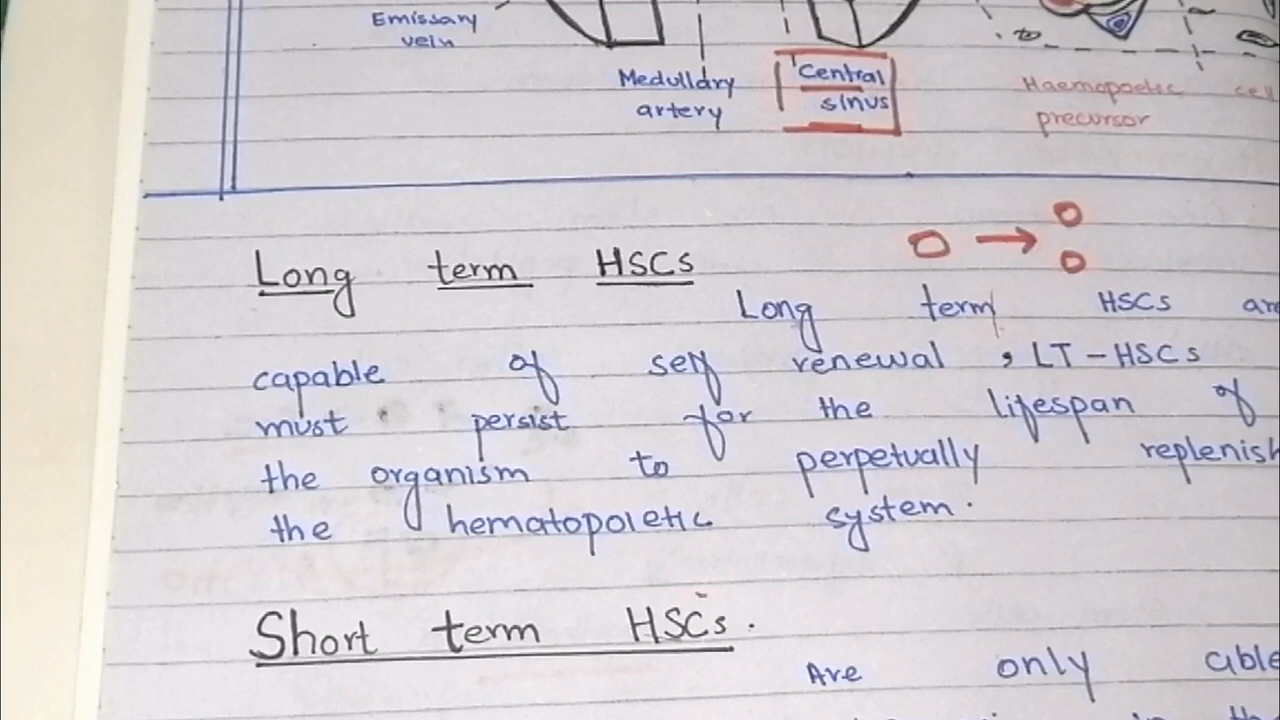 Emissary
vein
Medullary
artery
Central
sinus
Haemopoetic cell
precursor
Long term HSCs
Long term HSCs are
capable of self renewal , LT-HSCs
must persist for the lifespan of
the organism to perpetually replenish
the hematopoietic system.
Short term HSCs.
Are only able